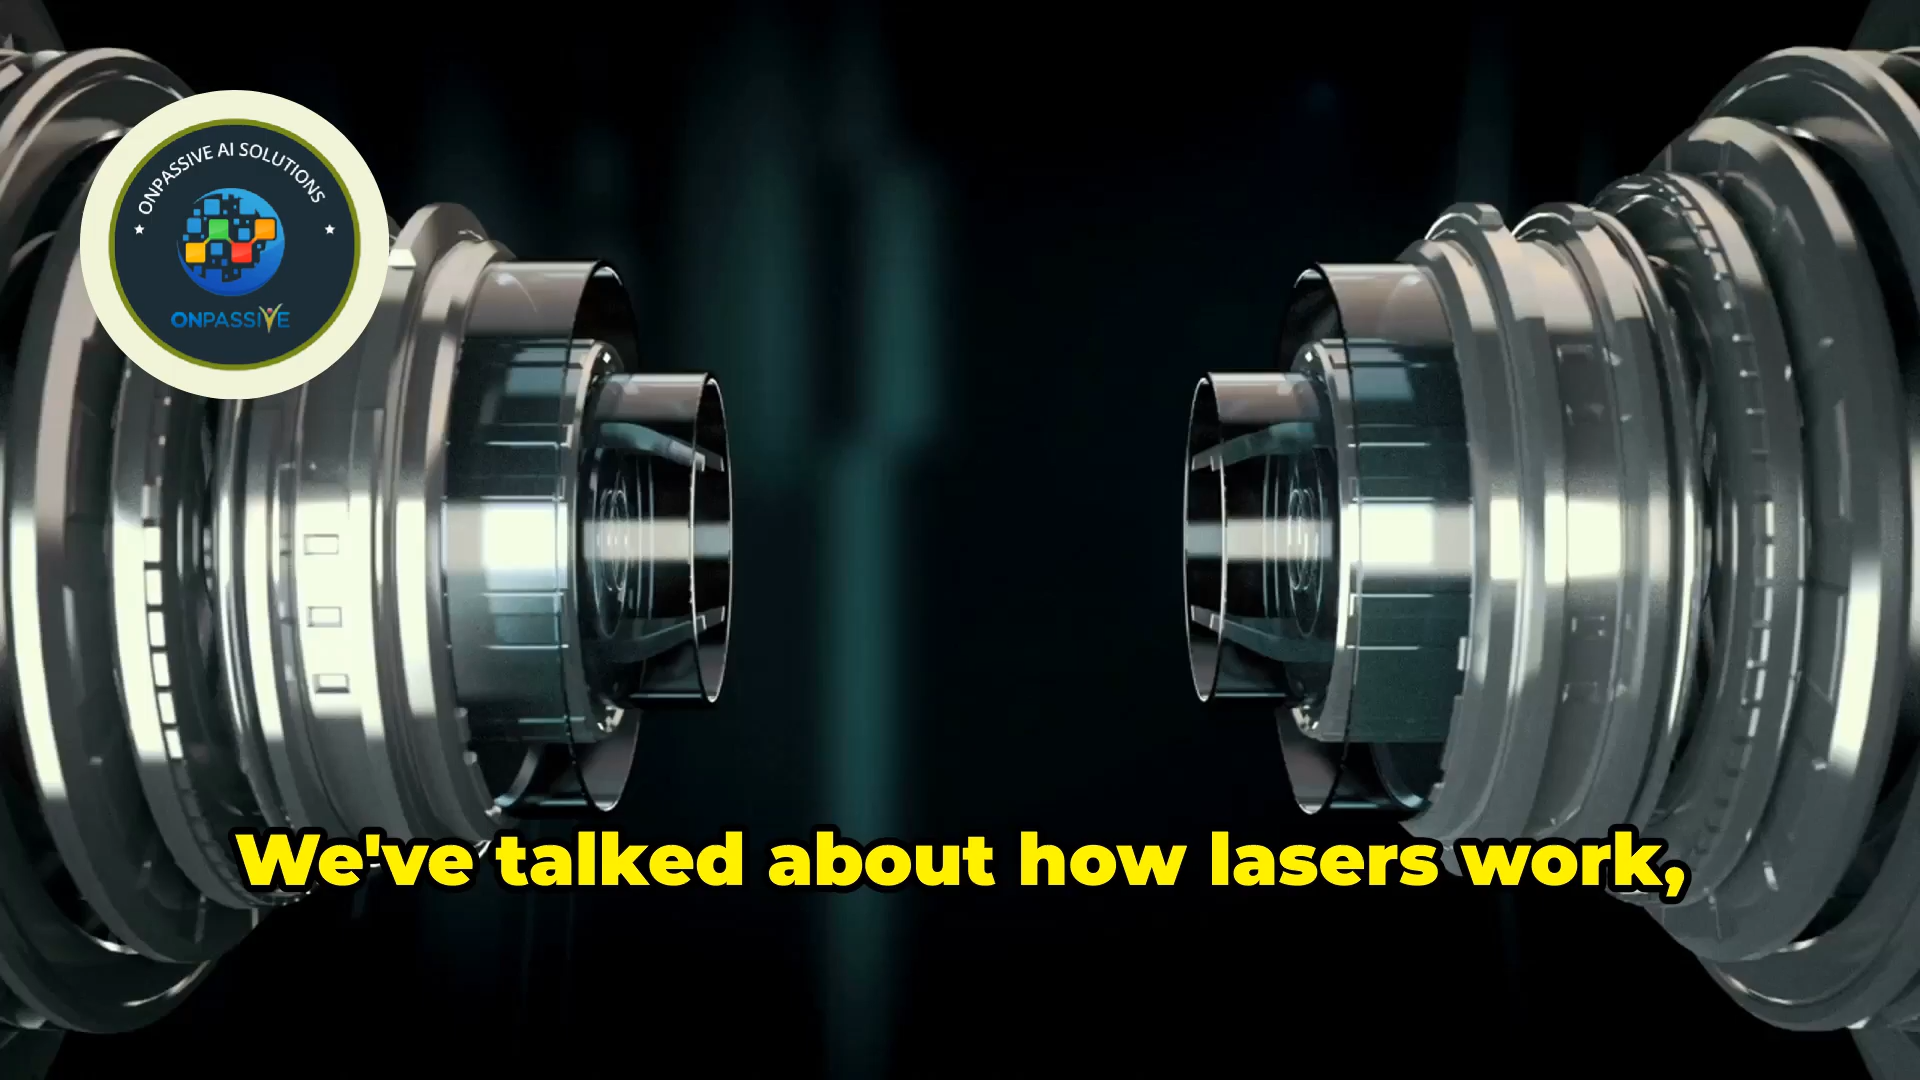 ONPASSIVE AI SOLUTIONS
ONPASSIVE
We've talked about how lasers work,